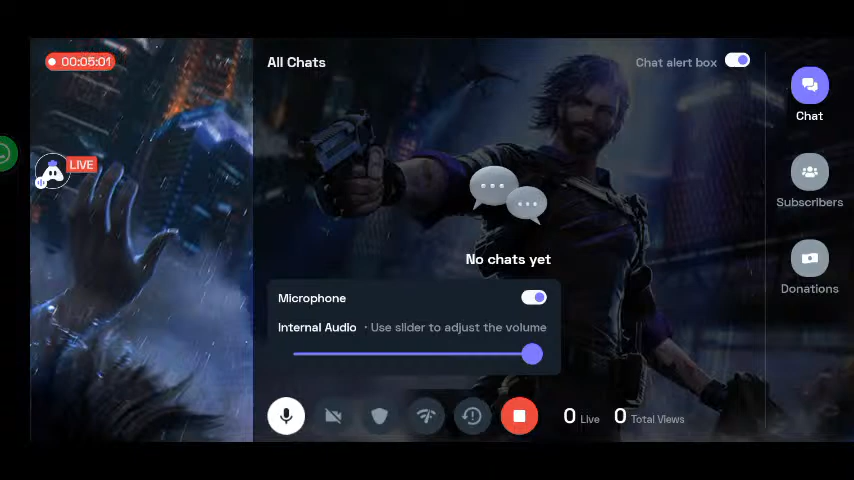 00:05:01
All Chats
Chat alert box
Chat
LIVE
Subscribers
No chats yet
Donations
Microphone
Internal Audio · Use slider to adjust the volume
0 Live 0 Total Views